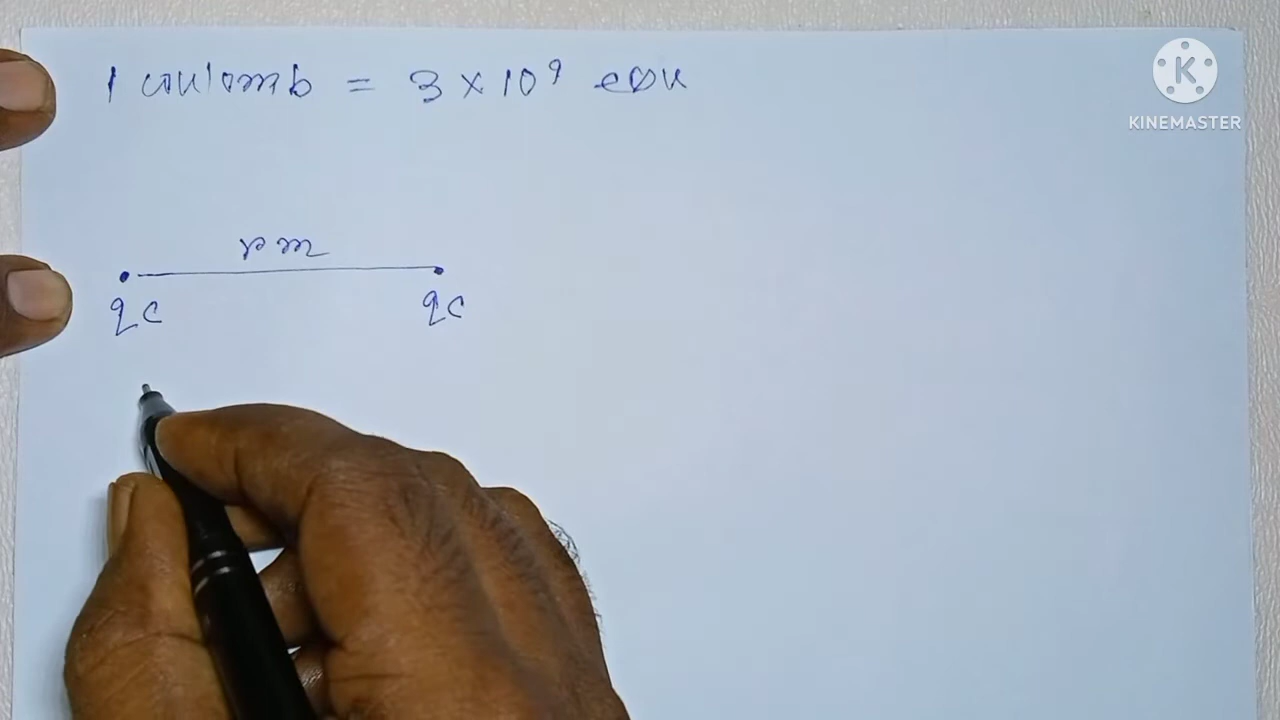 1 coulomb = 3 × 10⁹ esu
KINEMASTER
r m
q c
q c